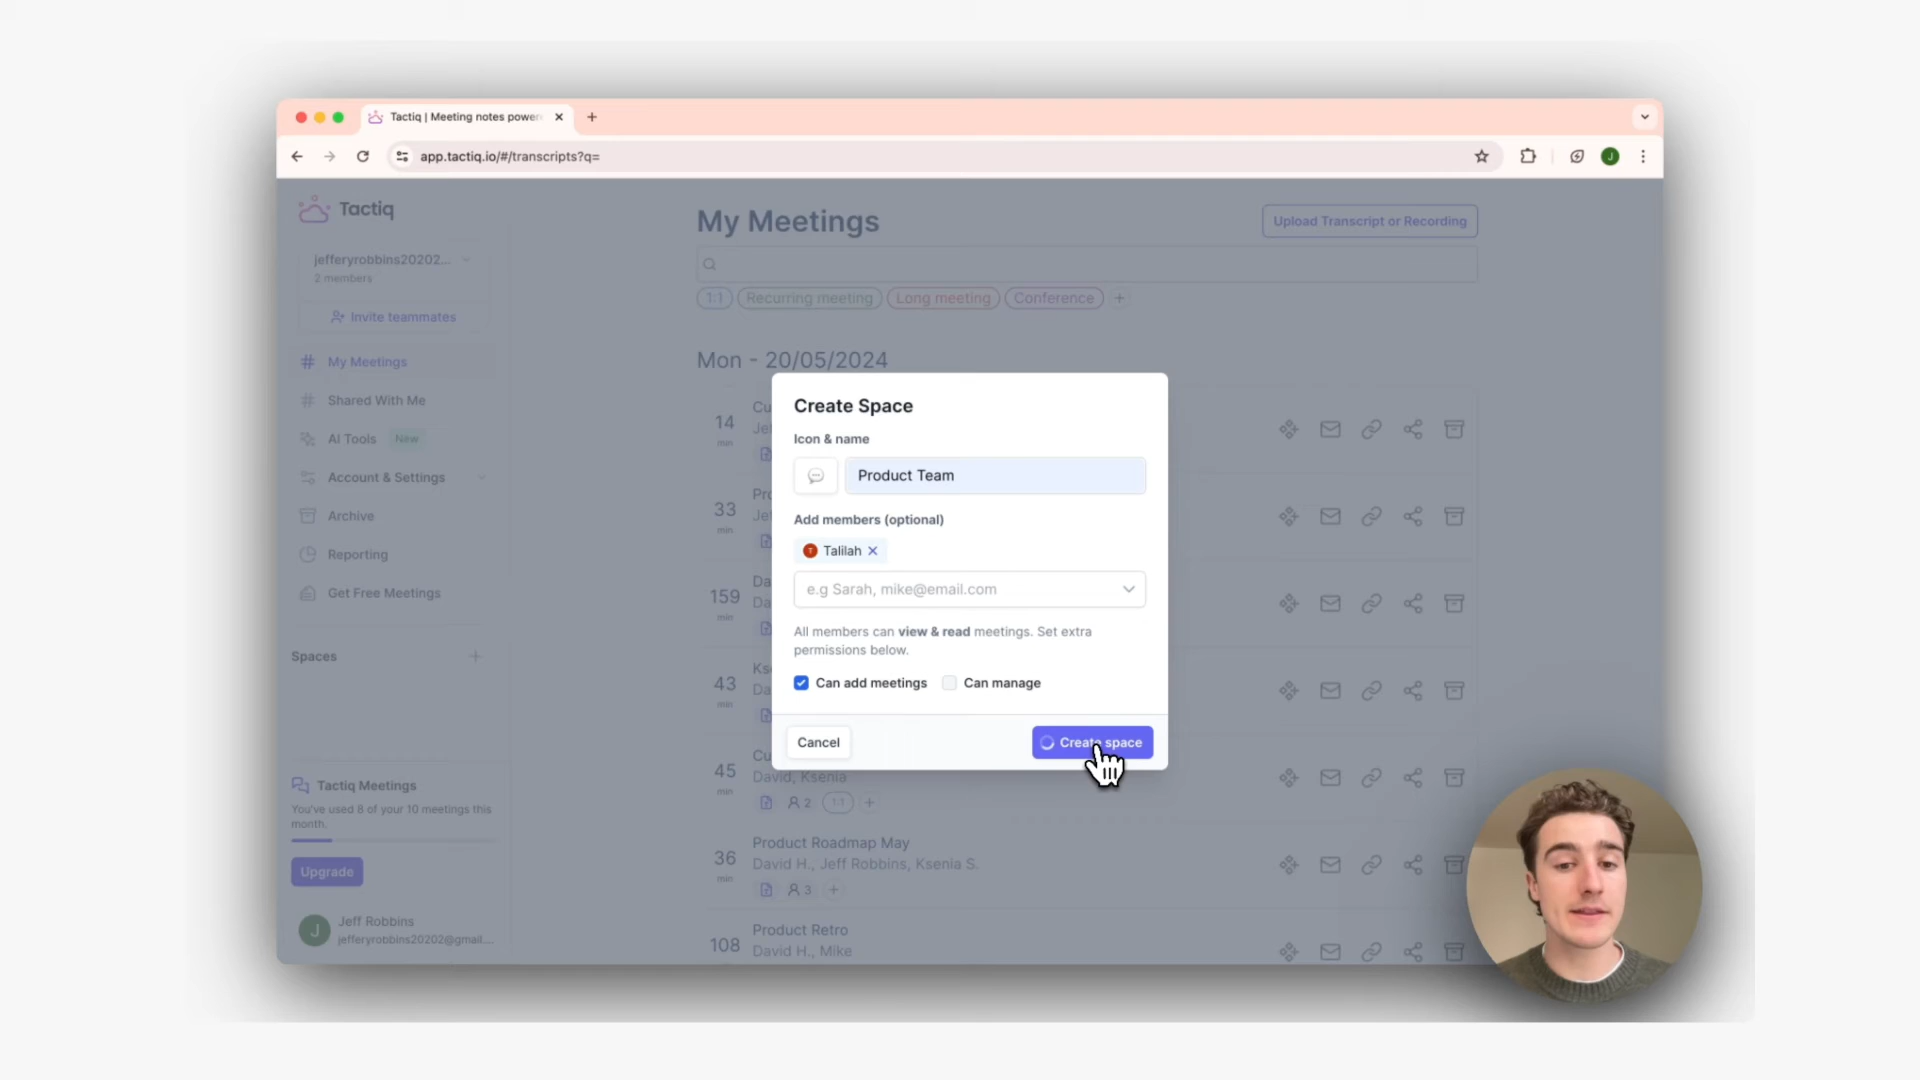 Tactiq | Meeting notes power
app.tactiq.io/#/transcripts?q=
J
Tactiq
jefferyrobbins20202...
2 members
Invite teammates
My Meetings
Shared With Me
AI Tools New
Account & Settings
Archive
Reporting
Get Free Meetings
Spaces
Tactiq Meetings
You've used 8 of your 10 meetings this
month.
Upgrade
J
Jeff Robbins
jefferyrobbins20202@gmail....
My Meetings
Upload Transcript or Recording
1:1 Recurring meeting Long meeting Conference
Mon - 20/05/2024
14 min
33 min
159 min
43 min
45 min
David, Ksenia
2 1:1
36 min
Product Roadmap May
David H., Jeff Robbins, Ksenia S.
3
108
Product Retro
David H., Mike
Create Space
Icon & name
Product Team
Add members (optional)
T Talilah
e.g Sarah, mike@email.com
All members can view & read meetings. Set extra
permissions below.
Can add meetings Can manage
Cancel
Create space